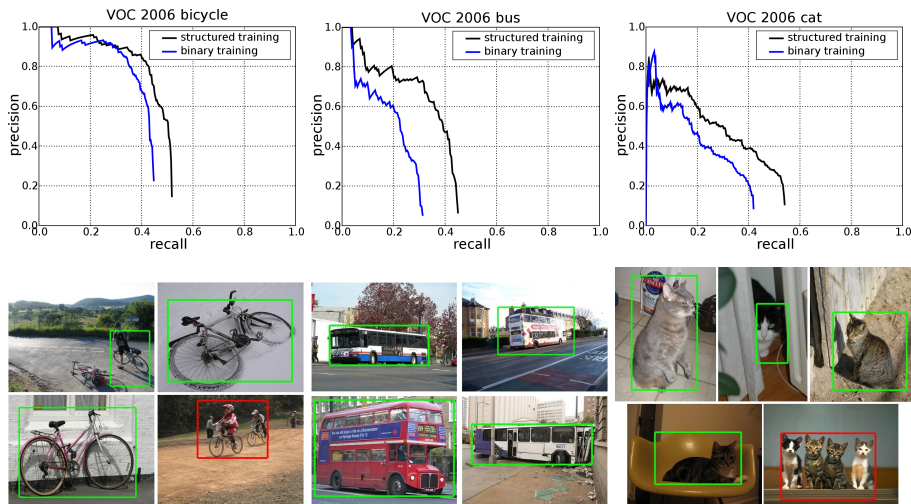 VOC 2006 bicycle
structured training
binary training
1.0
0.8
0.6
0.4
0.2
0.0
0.0 0.2 0.4 0.6 0.8 1.0
precision
recall
VOC 2006 bus
structured training
binary training
1.0
0.8
0.6
0.4
0.2
0.0
0.0 0.2 0.4 0.6 0.8 1.0
precision
recall
VOC 2006 cat
structured training
binary training
1.0
0.8
0.6
0.4
0.2
0.0
0.0 0.2 0.4 0.6 0.8 1.0
precision
recall